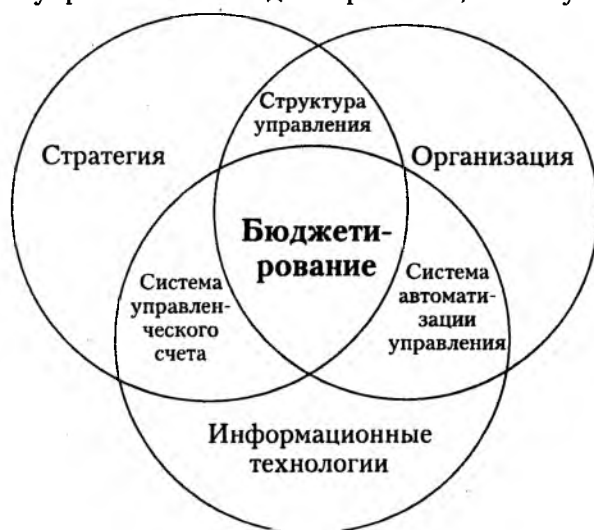 Структура
управления
Стратегия
Организация
Бюджети-
рование
Система
управлен-
ческого
счета
Система
автомати-
зации
управления
Информационные
технологии